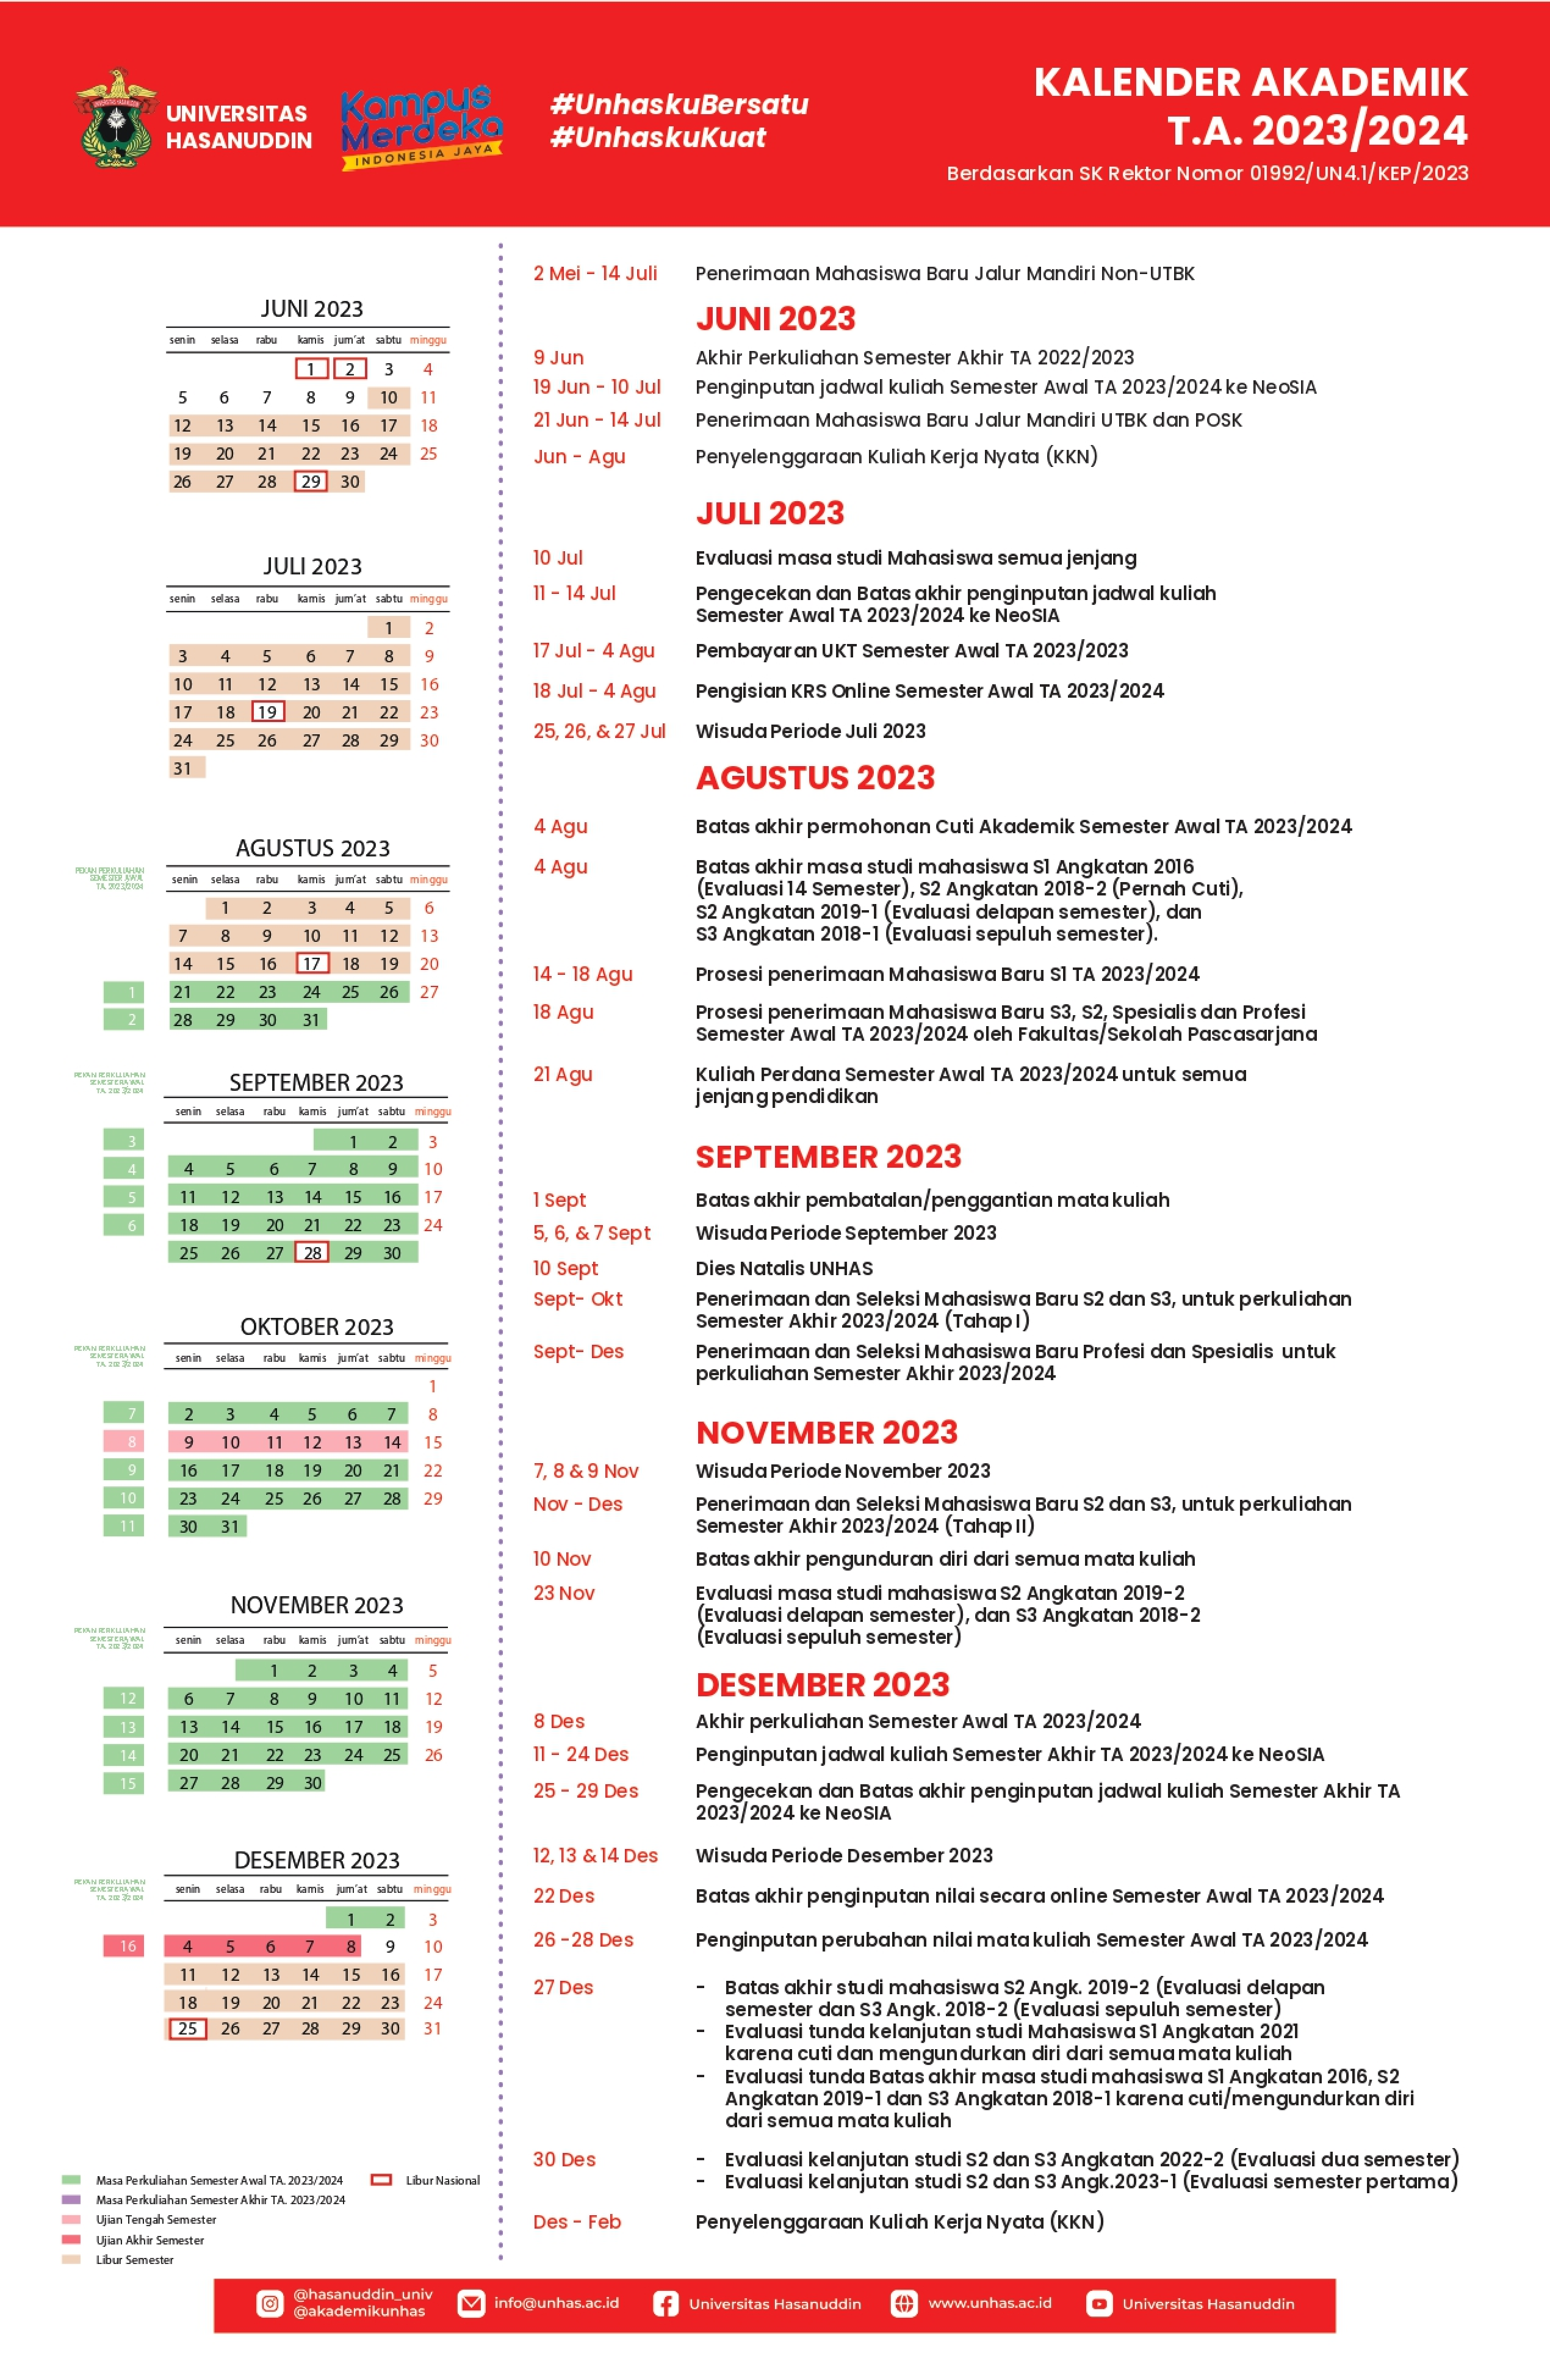 UNIVERSITAS
HASANUDDIN
Kampus
Merdeka
INDONESIA JAYA
#UnhaskuBersatu
#UnhaskuKuat
KALENDER AKADEMIK
T.A. 2023/2024
Berdasarkan SK Rektor Nomor 01992/UN4.1/KEP/2023
JUNI 2023
senin selasa rabu kamis jum'at sabtu minggu
1 2 3 4
5 6 7 8 9 10 11
12 13 14 15 16 17 18
19 20 21 22 23 24 25
26 27 28 29 30
JULI 2023
senin selasa rabu kamis jum'at sabtu minggu
1 2
3 4 5 6 7 8 9
10 11 12 13 14 15 16
17 18 19 20 21 22 23
24 25 26 27 28 29 30
31
PEKAN PERKULIAHAN
SEMESTER AWAL
TA. 2023/2024
AGUSTUS 2023
senin selasa rabu kamis jum'at sabtu minggu
1 2 3 4 5 6
7 8 9 10 11 12 13
14 15 16 17 18 19 20
1 21 22 23 24 25 26 27
2 28 29 30 31
PEKAN PERKULIAHAN
SEMESTER AWAL
TA. 2023/2024
SEPTEMBER 2023
senin selasa rabu kamis jum'at sabtu minggu
3 1 2 3
4 4 5 6 7 8 9 10
5 11 12 13 14 15 16 17
6 18 19 20 21 22 23 24
25 26 27 28 29 30
PEKAN PERKULIAHAN
SEMESTER AWAL
TA. 2023/2024
OKTOBER 2023
senin selasa rabu kamis jum'at sabtu minggu
1
7 2 3 4 5 6 7 8
8 9 10 11 12 13 14 15
9 16 17 18 19 20 21 22
10 23 24 25 26 27 28 29
11 30 31
PEKAN PERKULIAHAN
SEMESTER AWAL
TA. 2023/2024
NOVEMBER 2023
senin selasa rabu kamis jum'at sabtu minggu
1 2 3 4 5
12 6 7 8 9 10 11 12
13 13 14 15 16 17 18 19
14 20 21 22 23 24 25 26
15 27 28 29 30
PEKAN PERKULIAHAN
SEMESTER AWAL
TA. 2023/2024
DESEMBER 2023
senin selasa rabu kamis jum'at sabtu minggu
1 2 3
16 4 5 6 7 8 9 10
11 12 13 14 15 16 17
18 19 20 21 22 23 24
25 26 27 28 29 30 31
Masa Perkuliahan Semester Awal TA. 2023/2024 Libur Nasional
Masa Perkuliahan Semester Akhir TA. 2023/2024
Ujian Tengah Semester
Ujian Akhir Semester
Libur Semester
2 Mei - 14 Juli Penerimaan Mahasiswa Baru Jalur Mandiri Non-UTBK
JUNI 2023
9 Jun Akhir Perkuliahan Semester Akhir TA 2022/2023
19 Jun - 10 Jul Penginputan jadwal kuliah Semester Awal TA 2023/2024 ke NeoSIA
21 Jun - 14 Jul Penerimaan Mahasiswa Baru Jalur Mandiri UTBK dan POSK
Jun - Agu Penyelenggaraan Kuliah Kerja Nyata (KKN)
JULI 2023
10 Jul Evaluasi masa studi Mahasiswa semua jenjang
11 - 14 Jul Pengecekan dan Batas akhir penginputan jadwal kuliah
Semester Awal TA 2023/2024 ke NeoSIA
17 Jul - 4 Agu Pembayaran UKT Semester Awal TA 2023/2023
18 Jul - 4 Agu Pengisian KRS Online Semester Awal TA 2023/2024
25, 26, & 27 Jul Wisuda Periode Juli 2023
AGUSTUS 2023
4 Agu Batas akhir permohonan Cuti Akademik Semester Awal TA 2023/2024
4 Agu Batas akhir masa studi mahasiswa S1 Angkatan 2016
(Evaluasi 14 Semester), S2 Angkatan 2018-2 (Pernah Cuti),
S2 Angkatan 2019-1 (Evaluasi delapan semester), dan
S3 Angkatan 2018-1 (Evaluasi sepuluh semester).
14 - 18 Agu Prosesi penerimaan Mahasiswa Baru S1 TA 2023/2024
18 Agu Prosesi penerimaan Mahasiswa Baru S3, S2, Spesialis dan Profesi
Semester Awal TA 2023/2024 oleh Fakultas/Sekolah Pascasarjana
21 Agu Kuliah Perdana Semester Awal TA 2023/2024 untuk semua
jenjang pendidikan
SEPTEMBER 2023
1 Sept Batas akhir pembatalan/penggantian mata kuliah
5, 6, & 7 Sept Wisuda Periode September 2023
10 Sept Dies Natalis UNHAS
Sept- Okt Penerimaan dan Seleksi Mahasiswa Baru S2 dan S3, untuk perkuliahan
Semester Akhir 2023/2024 (Tahap I)
Sept- Des Penerimaan dan Seleksi Mahasiswa Baru Profesi dan Spesialis untuk
perkuliahan Semester Akhir 2023/2024
NOVEMBER 2023
7, 8 & 9 Nov Wisuda Periode November 2023
Nov - Des Penerimaan dan Seleksi Mahasiswa Baru S2 dan S3, untuk perkuliahan
Semester Akhir 2023/2024 (Tahap II)
10 Nov Batas akhir pengunduran diri dari semua mata kuliah
23 Nov Evaluasi masa studi mahasiswa S2 Angkatan 2019-2
(Evaluasi delapan semester), dan S3 Angkatan 2018-2
(Evaluasi sepuluh semester)
DESEMBER 2023
8 Des Akhir perkuliahan Semester Awal TA 2023/2024
11 - 24 Des Penginputan jadwal kuliah Semester Akhir TA 2023/2024 ke NeoSIA
25 - 29 Des Pengecekan dan Batas akhir penginputan jadwal kuliah Semester Akhir TA
2023/2024 ke NeoSIA
12, 13 & 14 Des Wisuda Periode Desember 2023
22 Des Batas akhir penginputan nilai secara online Semester Awal TA 2023/2024
26 -28 Des Penginputan perubahan nilai mata kuliah Semester Awal TA 2023/2024
27 Des - Batas akhir studi mahasiswa S2 Angk. 2019-2 (Evaluasi delapan
semester dan S3 Angk. 2018-2 (Evaluasi sepuluh semester)
- Evaluasi tunda kelanjutan studi Mahasiswa S1 Angkatan 2021
karena cuti dan mengundurkan diri dari semua mata kuliah
- Evaluasi tunda Batas akhir masa studi mahasiswa S1 Angkatan 2016, S2
Angkatan 2019-1 dan S3 Angkatan 2018-1 karena cuti/mengundurkan diri
dari semua mata kuliah
30 Des - Evaluasi kelanjutan studi S2 dan S3 Angkatan 2022-2 (Evaluasi dua semester)
- Evaluasi kelanjutan studi S2 dan S3 Angk.2023-1 (Evaluasi semester pertama)
Des - Feb Penyelenggaraan Kuliah Kerja Nyata (KKN)
@hasanuddin_univ
@akademikunhas
info@unhas.ac.id
Universitas Hasanuddin
www.unhas.ac.id
Universitas Hasanuddin